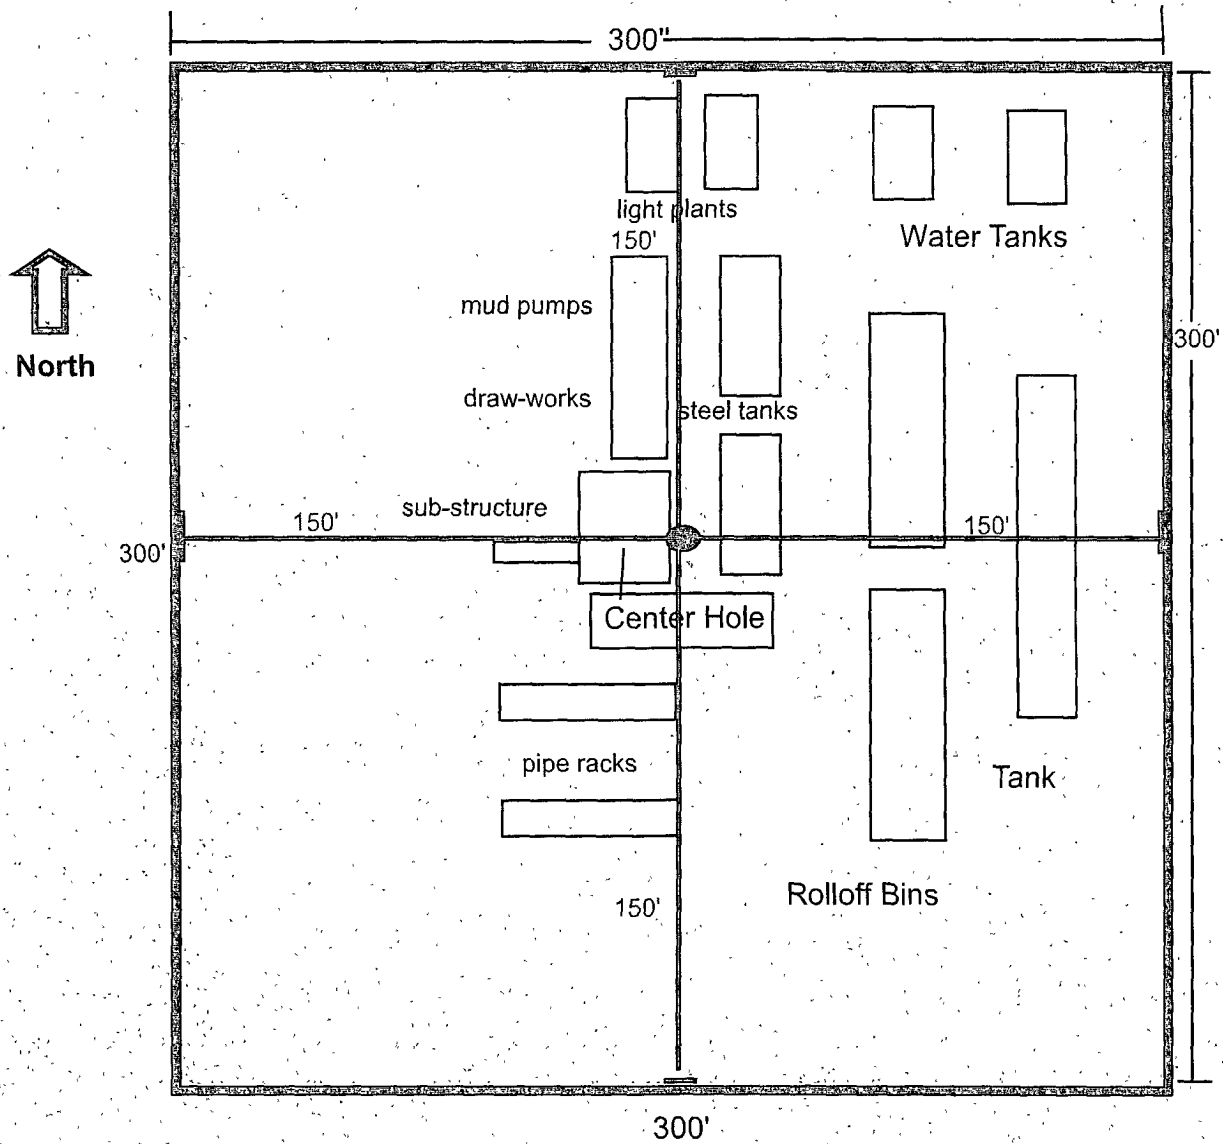 300"
light plants
150'
Water Tanks
mud pumps
North
300'
draw-works
steel tanks
sub-structure
150'
150'
300'
Center Hole
pipe racks
Tank
Rolloff Bins
150'
300'